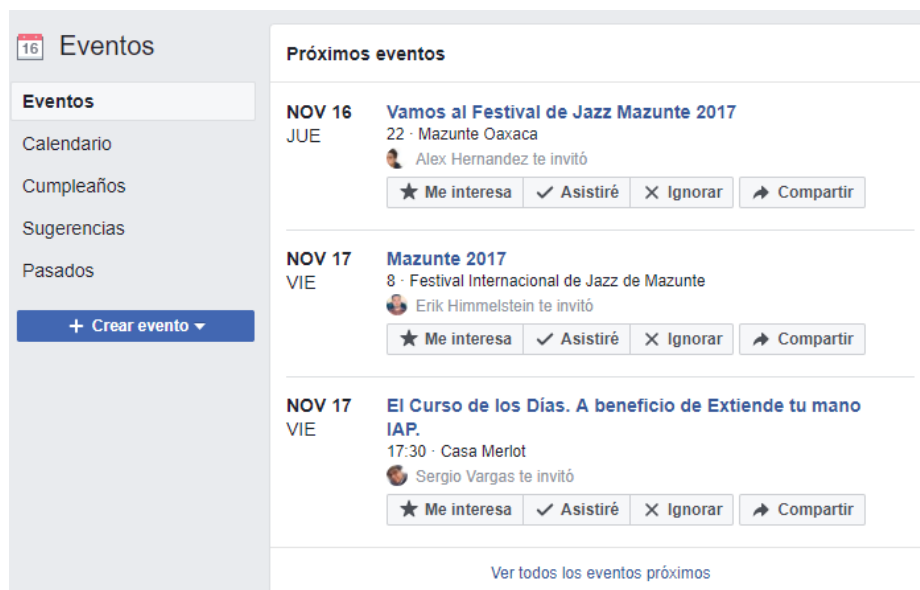 16 Eventos
Eventos
Calendario
Cumpleaños
Sugerencias
Pasados
+ Crear evento
Próximos eventos
NOV 16
JUE
Vamos al Festival de Jazz Mazunte 2017
22 · Mazunte Oaxaca
Alex Hernandez te invitó
Me interesa Asistiré Ignorar Compartir
NOV 17
VIE
Mazunte 2017
8 · Festival Internacional de Jazz de Mazunte
Erik Himmelstein te invitó
Me interesa Asistiré Ignorar Compartir
NOV 17
VIE
El Curso de los Días. A beneficio de Extiende tu mano
IAP.
17:30 · Casa Merlot
Sergio Vargas te invitó
Me interesa Asistiré Ignorar Compartir
Ver todos los eventos próximos